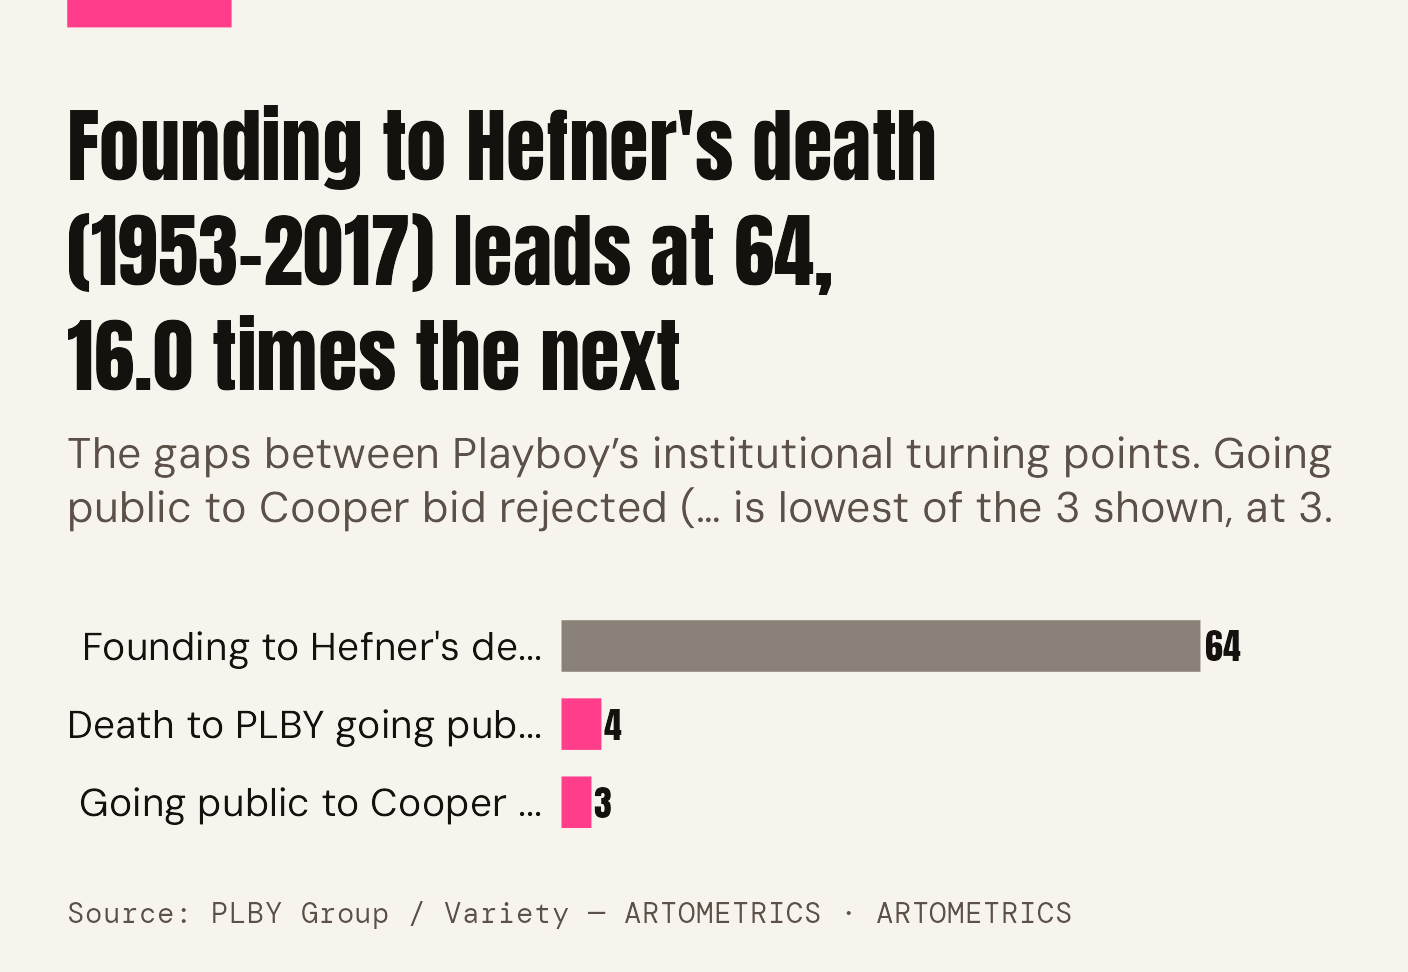 Founding to Hefner's death
(1953-2017) leads at 64,
16.0 times the next
The gaps between Playboy’s institutional turning points. Going
public to Cooper bid rejected (… is lowest of the 3 shown, at 3.
Founding to Hefner's de… 64
Death to PLBY going pub… 4
Going public to Cooper … 3
Source: PLBY Group / Variety — ARTOMETRICS · ARTOMETRICS